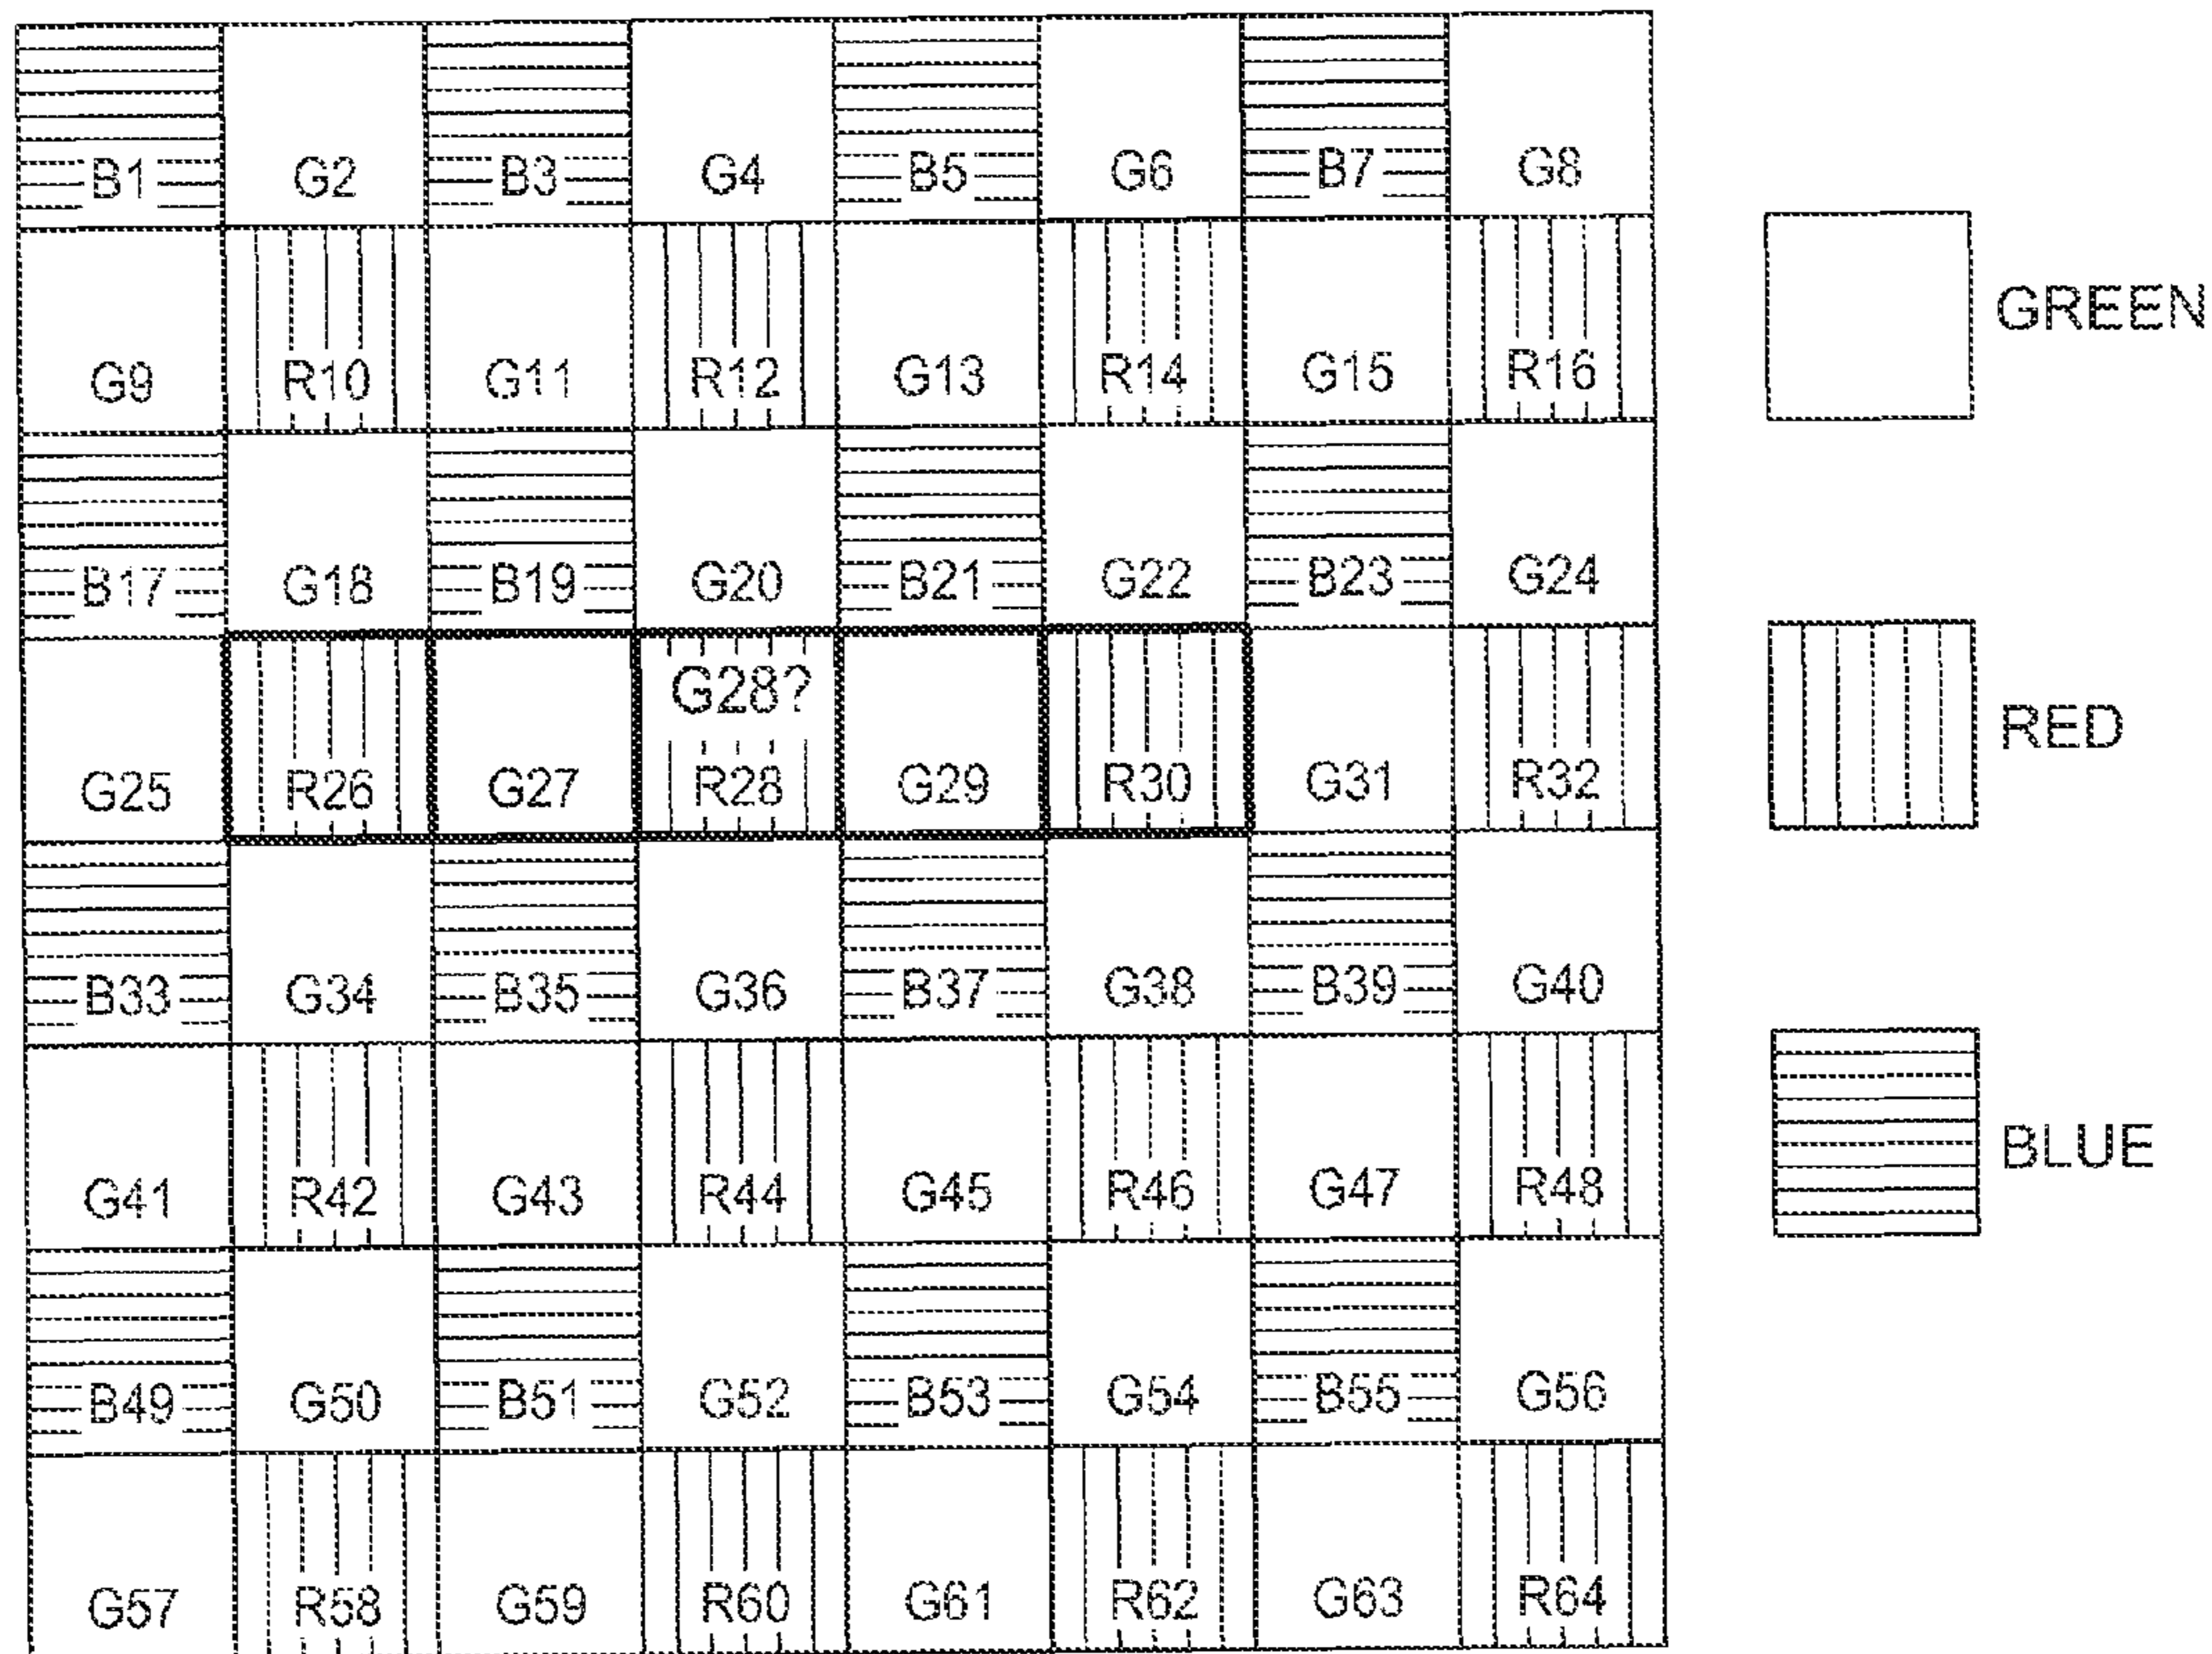 B1 G2 B3 G4 B5 G6 B7 G8
G9 R10 G11 R12 G13 R14 G15 R16
GREEN
B17 G18 B19 G20 B21 G22 B23 G24
G28?
G25 R26 G27 R28 G29 R30 G31 R32
RED
B33 G34 B35 G36 B37 G38 B39 G40
G41 R42 G43 R44 G45 R46 G47 R48
BLUE
B49 G50 B51 G52 B53 G54 B55 G56
G57 R58 G59 R60 G61 R62 G63 R64